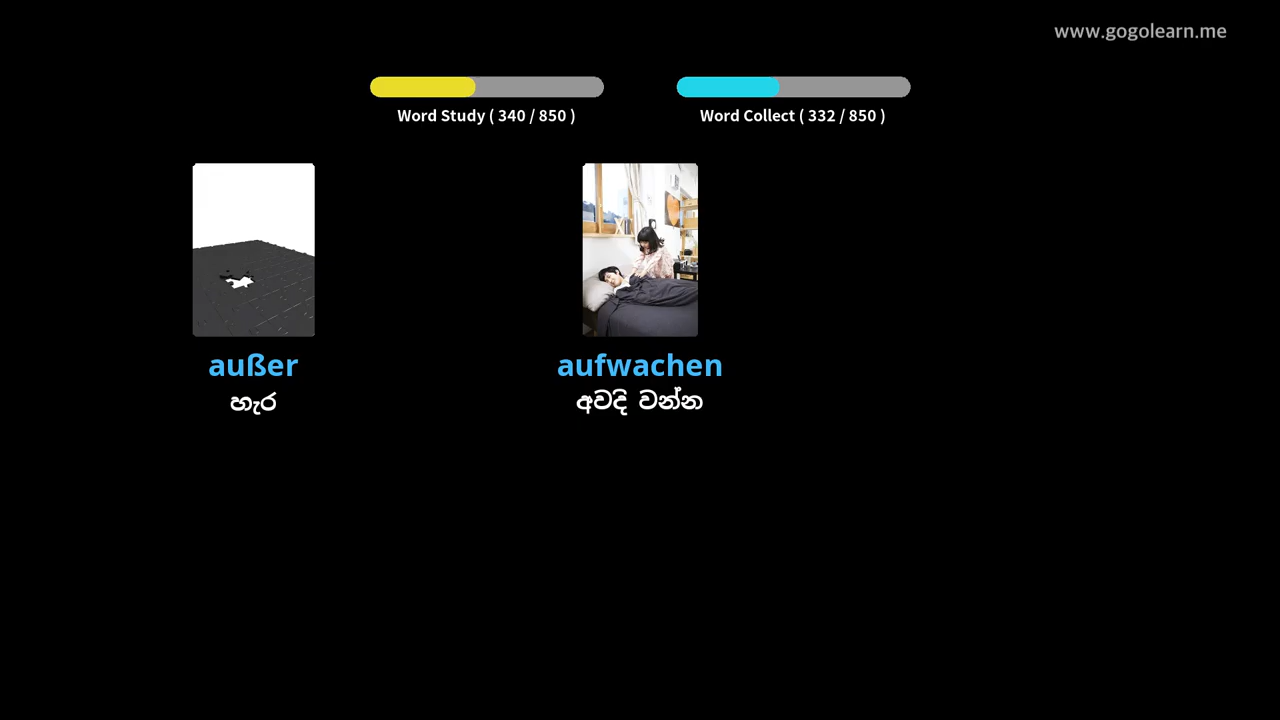 www.gogolearn.me
Word Study ( 340 / 850 )
Word Collect ( 332 / 850 )
außer
හැර
aufwachen
අවදි වන්න